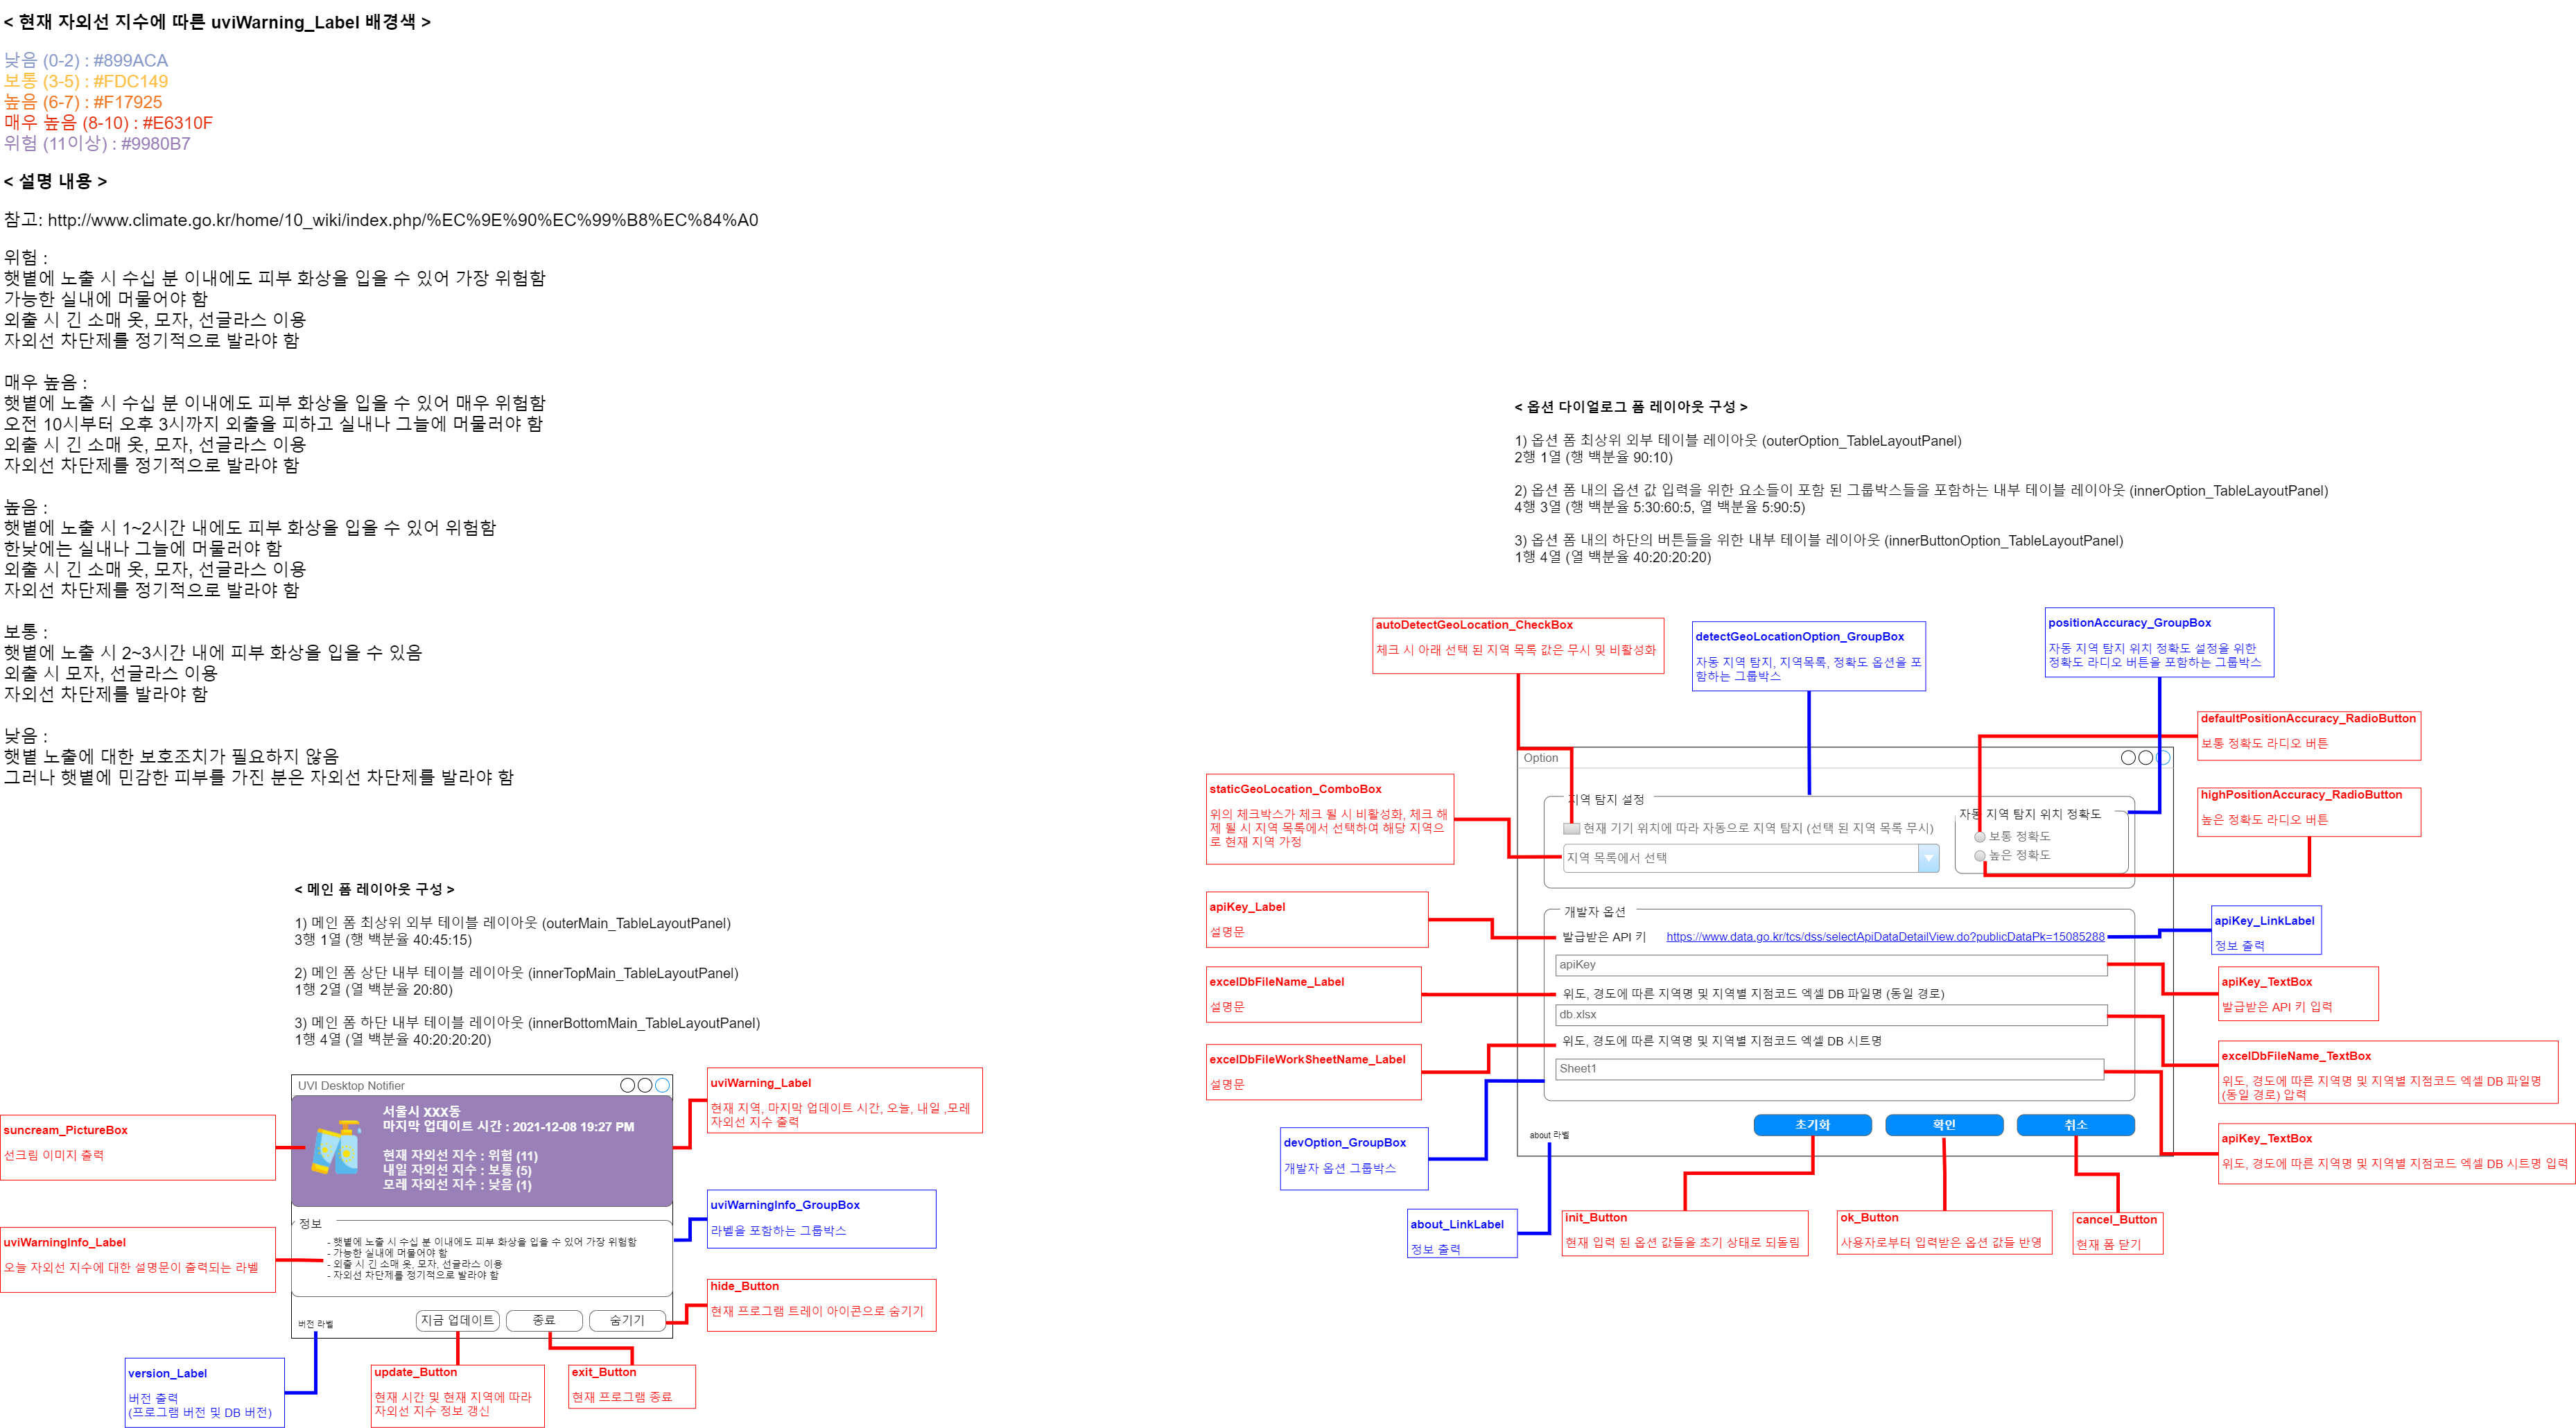 < 현재 자외선 지수에 따른 uviWarning_Label 배경색 >
낮음 (0-2) : #899ACA
보통 (3-5) : #FDC149
높음 (6-7) : #F17925
매우 높음 (8-10) : #E6310F
위험 (11이상) : #9980B7
< 설명 내용 >
참고: http://www.climate.go.kr/home/10_wiki/index.php/%EC%9E%90%EC%99%B8%EC%84%A0
위험 :
햇볕에 노출 시 수십 분 이내에도 피부 화상을 입을 수 있어 가장 위험함
가능한 실내에 머물어야 함
외출 시 긴 소매 옷, 모자, 선글라스 이용
자외선 차단제를 정기적으로 발라야 함
매우 높음 :
햇볕에 노출 시 수십 분 이내에도 피부 화상을 입을 수 있어 매우 위험함
오전 10시부터 오후 3시까지 외출을 피하고 실내나 그늘에 머물러야 함
외출 시 긴 소매 옷, 모자, 선글라스 이용
자외선 차단제를 정기적으로 발라야 함
높음 :
햇볕에 노출 시 1~2시간 내에도 피부 화상을 입을 수 있어 위험함
한낮에는 실내나 그늘에 머물러야 함
외출 시 긴 소매 옷, 모자, 선글라스 이용
자외선 차단제를 정기적으로 발라야 함
보통 :
햇볕에 노출 시 2~3시간 내에 피부 화상을 입을 수 있음
외출 시 모자, 선글라스 이용
자외선 차단제를 발라야 함
낮음 :
햇볕 노출에 대한 보호조치가 필요하지 않음
그러나 햇볕에 민감한 피부를 가진 분은 자외선 차단제를 발라야 함
< 메인 폼 레이아웃 구성 >
1) 메인 폼 최상위 외부 테이블 레이아웃 (outerMain_TableLayoutPanel)
3행 1열 (행 백분율 40:45:15)
2) 메인 폼 상단 내부 테이블 레이아웃 (innerTopMain_TableLayoutPanel)
1행 2열 (열 백분율 20:80)
3) 메인 폼 하단 내부 테이블 레이아웃 (innerBottomMain_TableLayoutPanel)
1행 4열 (열 백분율 40:20:20:20)
UVI Desktop Notifier
서울시 XXX동
마지막 업데이트 시간 : 2021-12-08 19:27 PM
현재 자외선 지수 : 위험 (11)
내일 자외선 지수 : 보통 (5)
모레 자외선 지수 : 낮음 (1)
정보
- 햇볕에 노출 시 수십 분 이내에도 피부 화상을 입을 수 있어 가장 위험함
- 가능한 실내에 머물어야 함
- 외출 시 긴 소매 옷, 모자, 선글라스 이용
- 자외선 차단제를 정기적으로 발라야 함
버전 라벨
지금 업데이트
종료
숨기기
suncream_PictureBox
선크림 이미지 출력
uviWarningInfo_Label
오늘 자외선 지수에 대한 설명문이 출력되는 라벨
uviWarning_Label
현재 지역, 마지막 업데이트 시간, 오늘, 내일 ,모레
자외선 지수 출력
uviWarningInfo_GroupBox
라벨을 포함하는 그룹박스
hide_Button
현재 프로그램 트레이 아이콘으로 숨기기
version_Label
버전 출력
(프로그램 버전 및 DB 버전)
update_Button
현재 시간 및 현재 지역에 따라
자외선 지수 정보 갱신
exit_Button
현재 프로그램 종료
< 옵션 다이얼로그 폼 레이아웃 구성 >
1) 옵션 폼 최상위 외부 테이블 레이아웃 (outerOption_TableLayoutPanel)
2행 1열 (행 백분율 90:10)
2) 옵션 폼 내의 옵션 값 입력을 위한 요소들이 포함 된 그룹박스들을 포함하는 내부 테이블 레이아웃 (innerOption_TableLayoutPanel)
4행 3열 (행 백분율 5:30:60:5, 열 백분율 5:90:5)
3) 옵션 폼 내의 하단의 버튼들을 위한 내부 테이블 레이아웃 (innerButtonOption_TableLayoutPanel)
1행 4열 (열 백분율 40:20:20:20)
autoDetectGeoLocation_CheckBox
체크 시 아래 선택 된 지역 목록 값은 무시 및 비활성화
detectGeoLocationOption_GroupBox
자동 지역 탐지, 지역목록, 정확도 옵션을 포
함하는 그룹박스
positionAccuracy_GroupBox
자동 지역 탐지 위치 정확도 설정을 위한
정확도 라디오 버튼을 포함하는 그룹박스
defaultPositionAccuracy_RadioButton
보통 정확도 라디오 버튼
highPositionAccuracy_RadioButton
높은 정확도 라디오 버튼
staticGeoLocation_ComboBox
위의 체크박스가 체크 될 시 비활성화, 체크 해
제 될 시 지역 목록에서 선택하여 해당 지역으
로 현재 지역 가정
Option
지역 탐지 설정
현재 기기 위치에 따라 자동으로 지역 탐지 (선택 된 지역 목록 무시)
지역 목록에서 선택
자동 지역 탐지 위치 정확도
보통 정확도
높은 정확도
개발자 옵션
발급받은 API 키
https://www.data.go.kr/tcs/dss/selectApiDataDetailView.do?publicDataPk=15085288
apiKey
위도, 경도에 따른 지역명 및 지역별 지점코드 엑셀 DB 파일명 (동일 경로)
db.xlsx
위도, 경도에 따른 지역명 및 지역별 지점코드 엑셀 DB 시트명
Sheet1
about 라벨
초기화
확인
취소
apiKey_Label
설명문
excelDbFileName_Label
설명문
excelDbFileWorkSheetName_Label
설명문
devOption_GroupBox
개발자 옵션 그룹박스
about_LinkLabel
정보 출력
apiKey_LinkLabel
정보 출력
apiKey_TextBox
발급받은 API 키 입력
excelDbFileName_TextBox
위도, 경도에 따른 지역명 및 지역별 지점코드 엑셀 DB 파일명
(동일 경로) 압력
apiKey_TextBox
위도, 경도에 따른 지역명 및 지역별 지점코드 엑셀 DB 시트명 입력
init_Button
현재 입력 된 옵션 값들을 초기 상태로 되돌림
ok_Button
사용자로부터 입력받은 옵션 값들 반영
cancel_Button
현재 폼 닫기